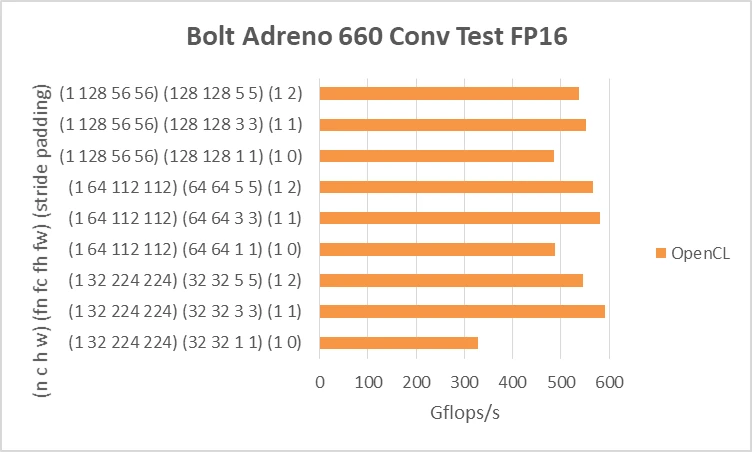 Bolt Adreno 660 Conv Test FP16
(n c h w) (fn fc fh fw) (stride padding)
(1 128 56 56) (128 128 5 5) (1 2)
(1 128 56 56) (128 128 3 3) (1 1)
(1 128 56 56) (128 128 1 1) (1 0)
(1 64 112 112) (64 64 5 5) (1 2)
(1 64 112 112) (64 64 3 3) (1 1)
(1 64 112 112) (64 64 1 1) (1 0)
(1 32 224 224) (32 32 5 5) (1 2)
(1 32 224 224) (32 32 3 3) (1 1)
(1 32 224 224) (32 32 1 1) (1 0)
OpenCL
0 100 200 300 400 500 600
Gflops/s